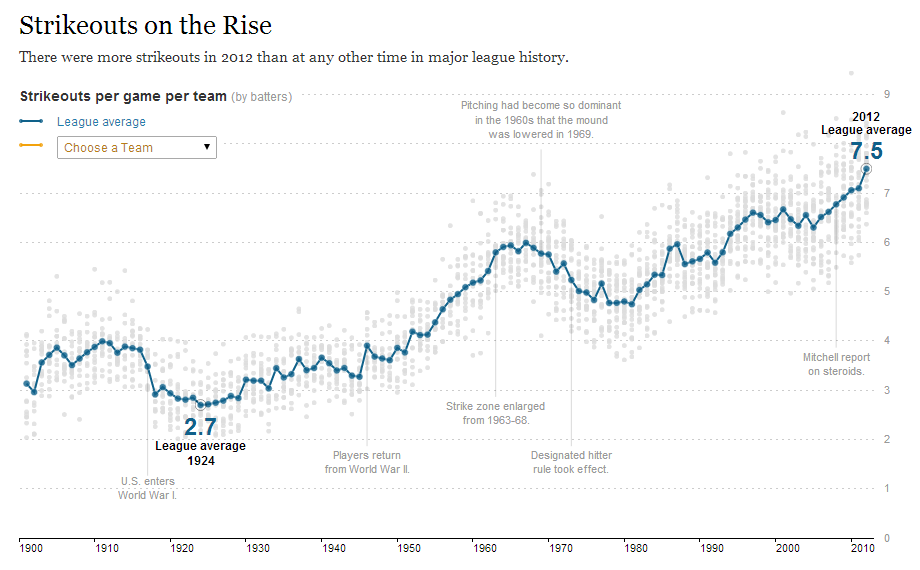 Strikeouts on the Rise
There were more strikeouts in 2012 than at any other time in major league history.
Strikeouts per game per team (by batters)
League average
Choose a Team
Pitching had become so dominant
in the 1960s that the mound
was lowered in 1969.
2012
League average
7.5
9
7
6
5
4
3
2
1
0
2.7
League average
1924
U.S. enters
World War I.
Players return
from World War II.
Strike zone enlarged
from 1963-68.
Designated hitter
rule took effect.
Mitchell report
on steroids.
1900 1910 1920 1930 1940 1950 1960 1970 1980 1990 2000 2010